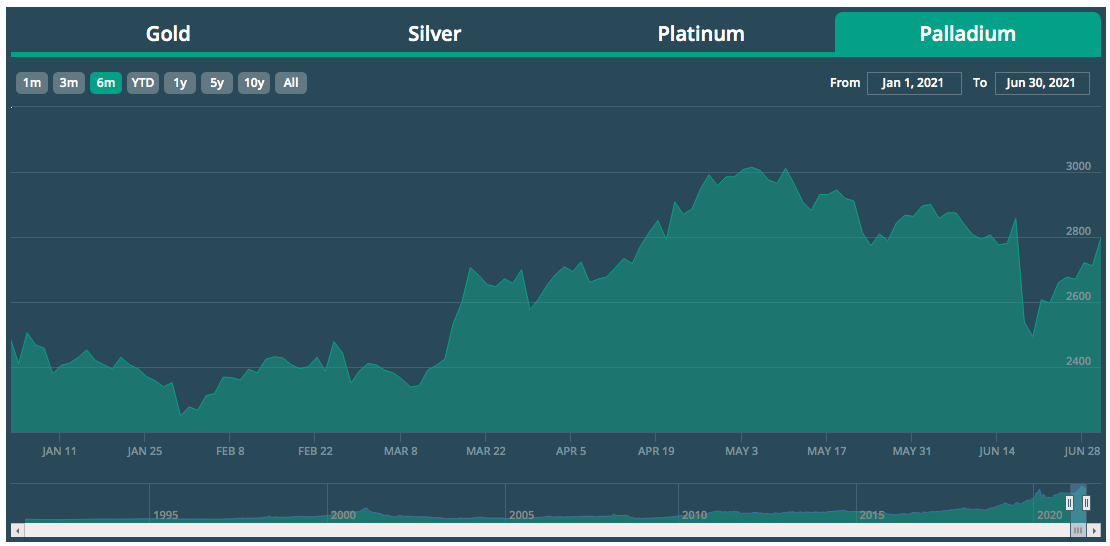 Gold Silver Platinum Palladium
1m 3m 6m YTD 1y 5y 10y All From Jan 1, 2021 To Jun 30, 2021
3000
2800
2600
2400
JAN 11 JAN 25 FEB 8 FEB 22 MAR 8 MAR 22 APR 5 APR 19 MAY 3 MAY 17 MAY 31 JUN 14 JUN 28
1995 2000 2005 2010 2015 2020